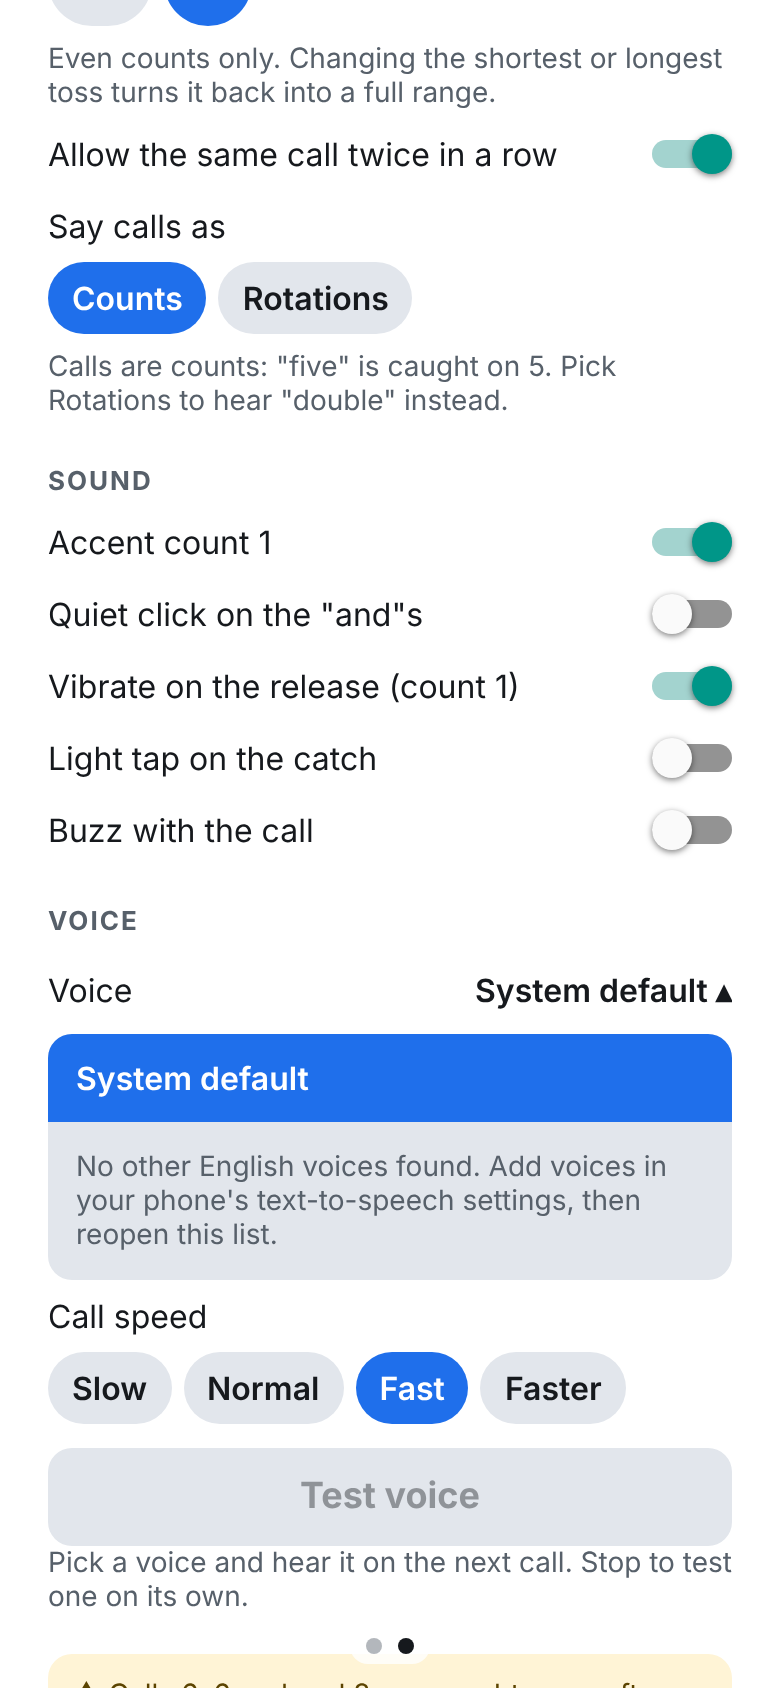 Even counts only. Changing the shortest or longest
toss turns it back into a full range.
Allow the same call twice in a row
Say calls as
Counts Rotations
Calls are counts: "five" is caught on 5. Pick
Rotations to hear "double" instead.
SOUND
Accent count 1
Quiet click on the "and"s
Vibrate on the release (count 1)
Light tap on the catch
Buzz with the call
VOICE
Voice System default ▴
System default
No other English voices found. Add voices in
your phone's text-to-speech settings, then
reopen this list.
Call speed
Slow Normal Fast Faster
Test voice
Pick a voice and hear it on the next call. Stop to test
one on its own.